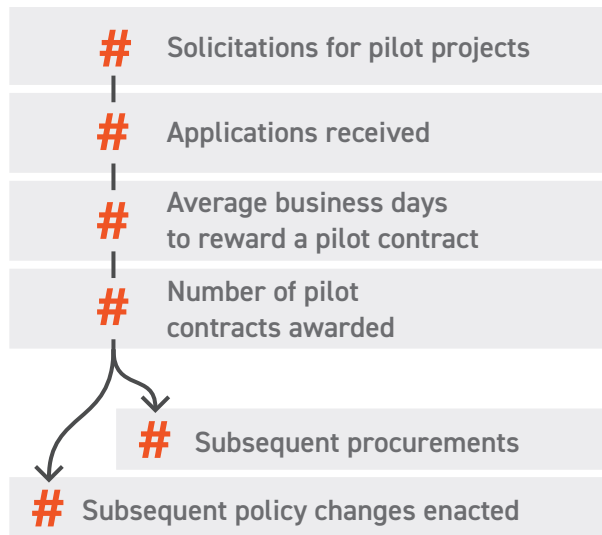 # Solicitations for pilot projects
# Applications received
# Average business days
to reward a pilot contract
# Number of pilot
contracts awarded
# Subsequent procurements
# Subsequent policy changes enacted